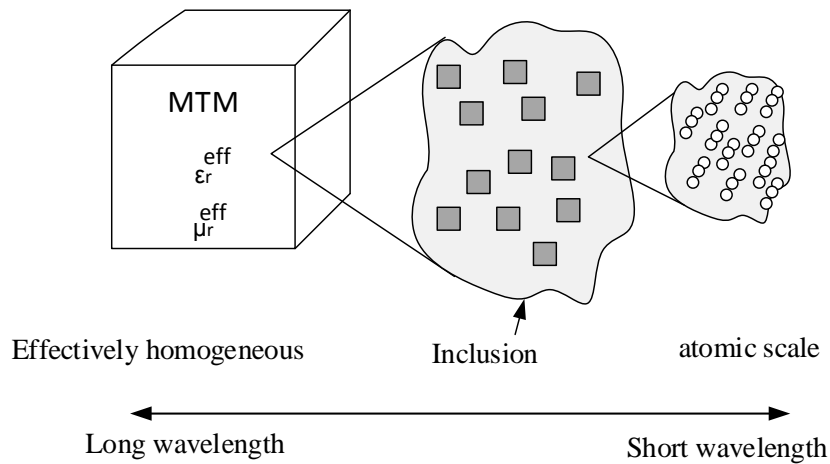 MTM
εr eff
μr eff
Effectively homogeneous
Inclusion
atomic scale
Long wavelength
Short wavelength